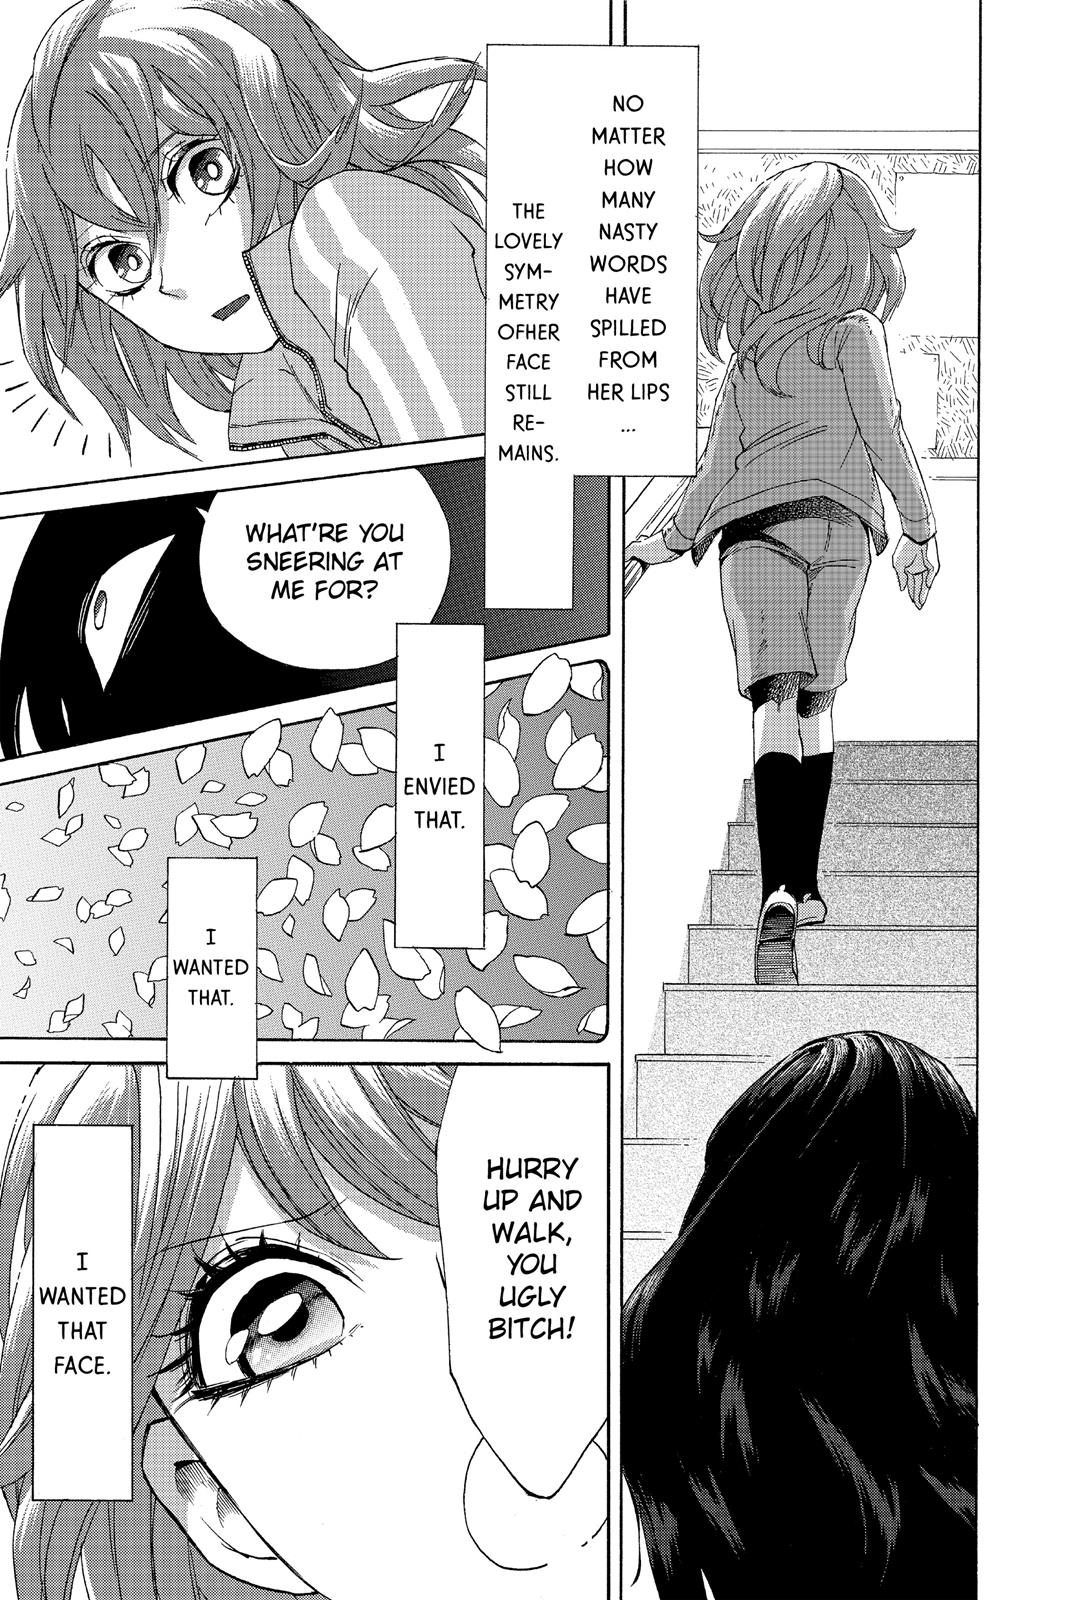 NO
MATTER
HOW
MANY
NASTY
WORDS
HAVE
SPILLED
FROM
HER LIPS
...
THE
LOVELY
SYM-
METRY
OFHER
FACE
STILL
RE-
MAINS.
WHAT'RE YOU
SNEERING AT
ME FOR?
I
ENVIED
THAT.
I
WANTED
THAT.
HURRY
UP AND
WALK,
YOU
UGLY
BITCH!
I
WANTED
THAT
FACE.